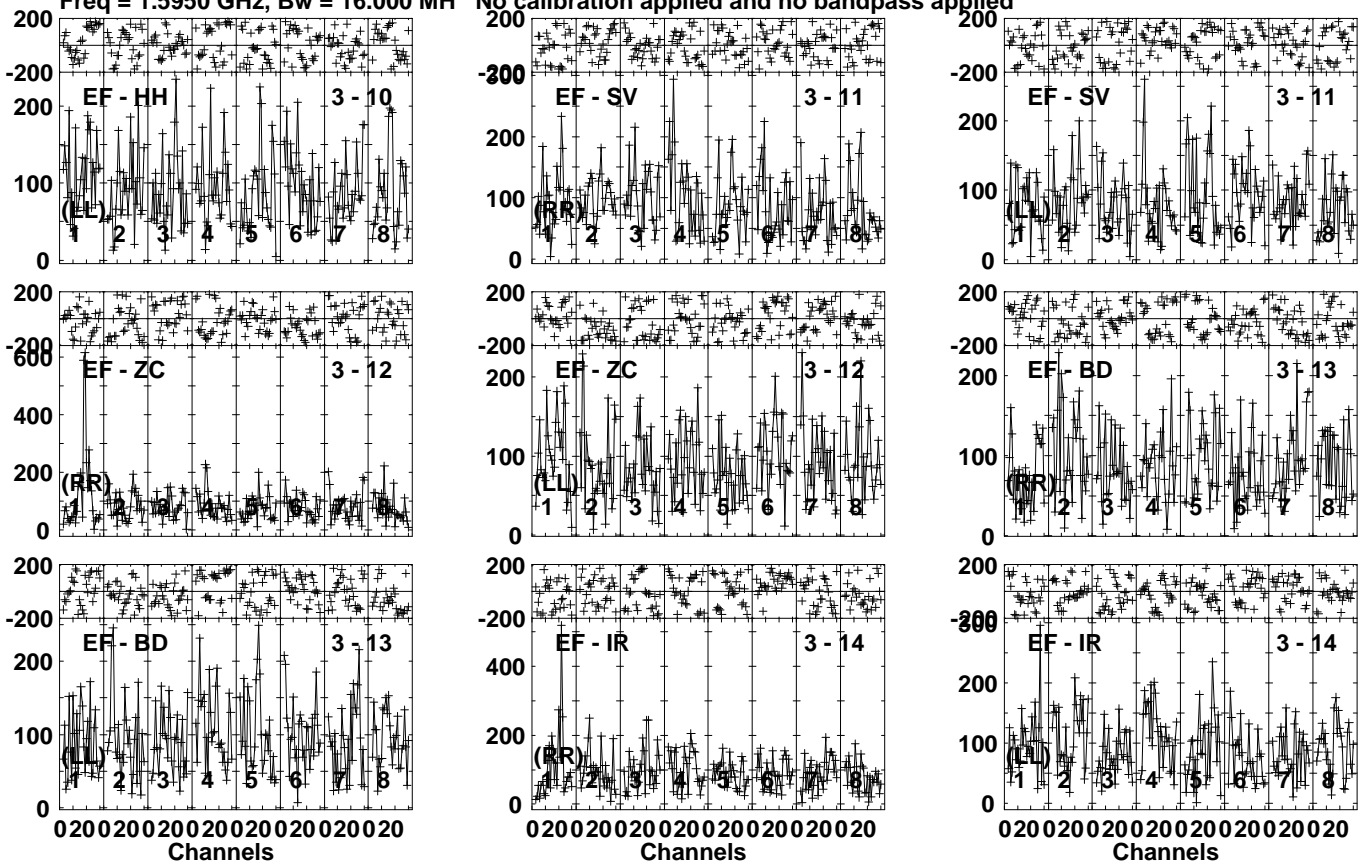 Freq = 1.5950 GHz, Bw = 16.000 MH No calibration applied and no bandpass applied
200 200 200
-200 -200 -200
300
EF - HH 3 - 10 EF - SV 3 - 11 EF - SV 3 - 11
200 200 200
100 100 100
(LL) (RR) (LL)
1 2 3 4 5 6 7 8 1 2 3 4 5 6 7 8 1 2 3 4 5 6 7 8
0 0 0
200 200 200
-200 -200 -200
600
EF - ZC 3 - 12 EF - ZC 3 - 12 EF - BD 3 - 13
400 200 200
200 100 100
(RR) (LL) (RR)
1 2 3 4 5 6 7 8 1 2 3 4 5 6 7 8 1 2 3 4 5 6 7 8
0 0 0
200 200 200
-200 -200 -200
300
EF - BD 3 - 13 EF - IR 3 - 14 EF - IR 3 - 14
200 400 200
100 200 100
(LL) (RR) (LL)
1 2 3 4 5 6 7 8 1 2 3 4 5 6 7 8 1 2 3 4 5 6 7 8
0 0 0
0 20 0 20 0 20 0 20 0 20 0 20 0 20 0 20 0 20 0 20 0 20 0 20 0 20 0 20 0 20 0 20 0 20 0 20 0 20 0 20 0 20 0 20 0 20 0 20
Channels Channels Channels